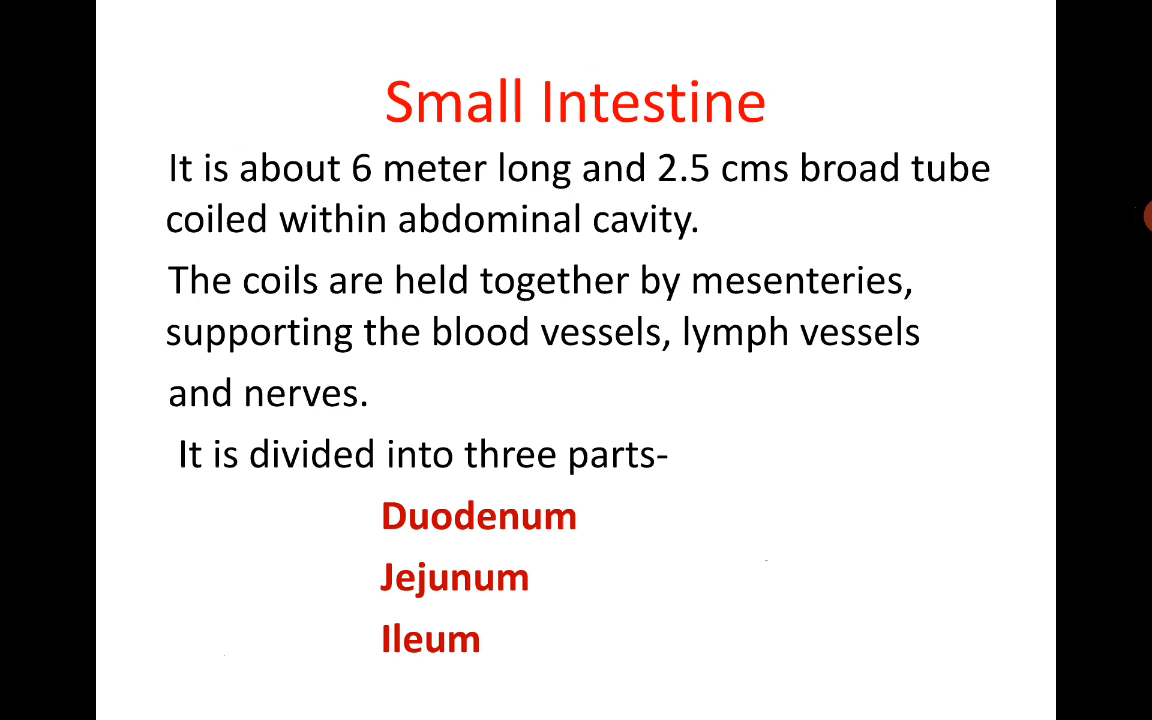 Small Intestine
It is about 6 meter long and 2.5 cms broad tube
coiled within abdominal cavity.
The coils are held together by mesenteries,
supporting the blood vessels, lymph vessels
and nerves.
It is divided into three parts-
Duodenum
Jejunum
Ileum